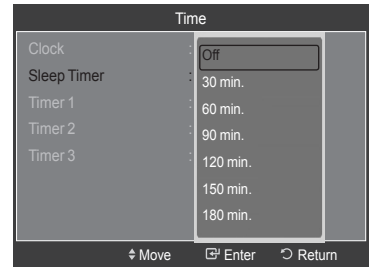 Time
Clock :
Sleep Timer :
Timer 1 :
Timer 2 :
Timer 3 :
Off
30 min.
60 min.
90 min.
120 min.
150 min.
180 min.
Move Enter Return